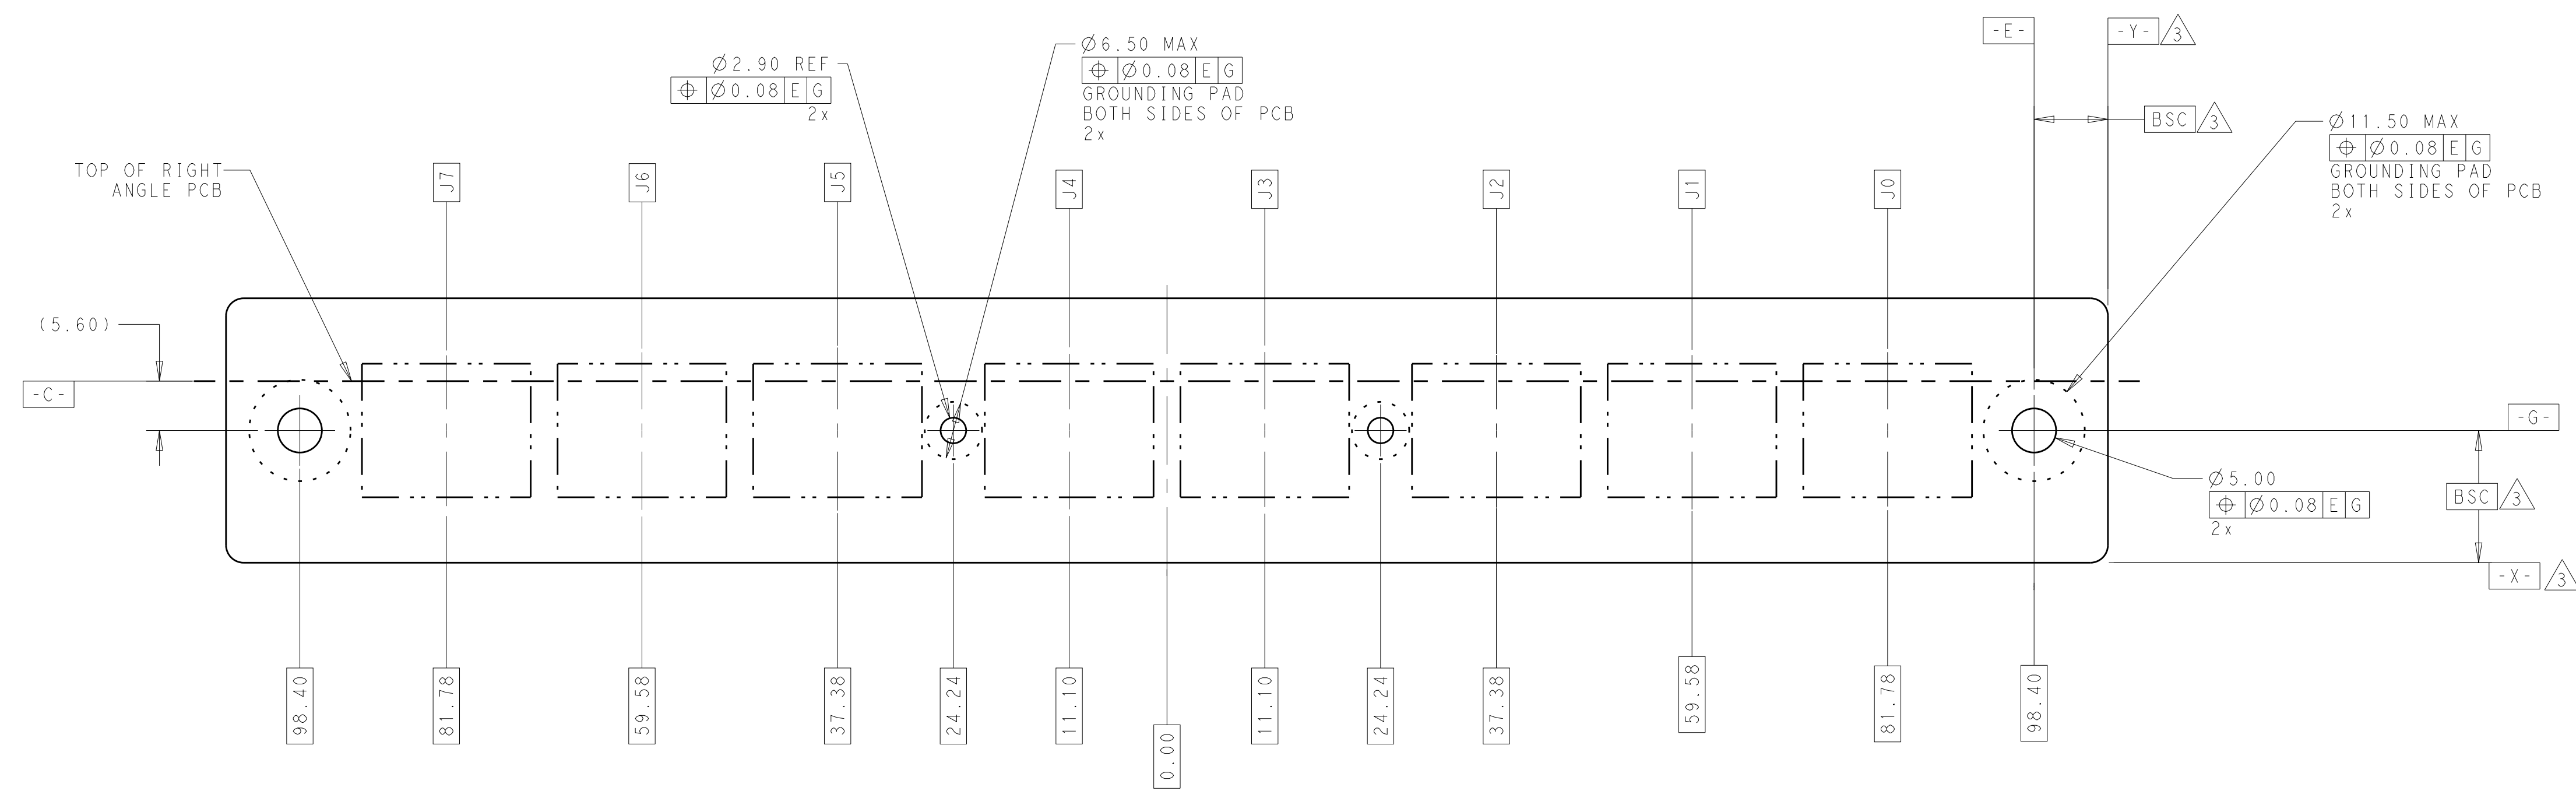 -E-
-Y- 3
Ø2.90 REF
⌖ Ø0.08 E G
2x
Ø6.50 MAX
⌖ Ø0.08 E G
GROUNDING PAD
BOTH SIDES OF PCB
2x
BSC 3
Ø11.50 MAX
⌖ Ø0.08 E G
GROUNDING PAD
BOTH SIDES OF PCB
2x
TOP OF RIGHT
ANGLE PCB
J7
J6
J5
J4
J3
J2
J1
J0
(5.60)
-C-
-G-
Ø5.00
⌖ Ø0.08 E G
2x
BSC 3
-X- 3
98.40
81.78
59.58
37.38
24.24
11.10
0.00
11.10
24.24
37.38
59.58
81.78
98.40